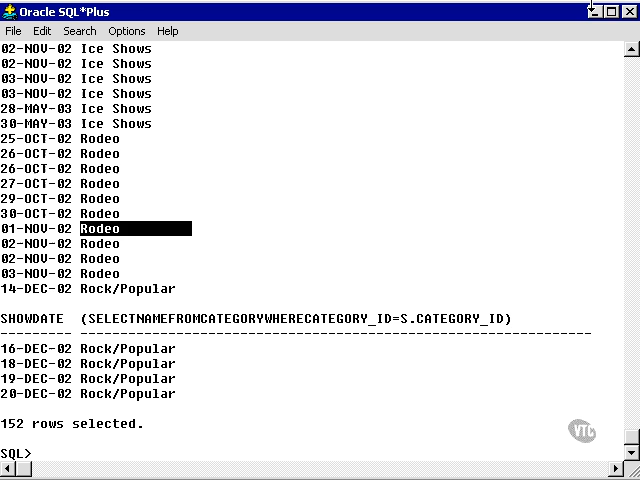 Oracle SQL*Plus
File Edit Search Options Help
02-NOV-02 Ice Shows
02-NOV-02 Ice Shows
03-NOV-02 Ice Shows
03-NOV-02 Ice Shows
28-MAY-03 Ice Shows
30-MAY-03 Ice Shows
25-OCT-02 Rodeo
26-OCT-02 Rodeo
26-OCT-02 Rodeo
27-OCT-02 Rodeo
29-OCT-02 Rodeo
30-OCT-02 Rodeo
01-NOV-02 Rodeo
02-NOV-02 Rodeo
02-NOV-02 Rodeo
03-NOV-02 Rodeo
14-DEC-02 Rock/Popular
SHOWDATE (SELECTNAMEFROMCATEGORYWHERECATEGORY_ID=S.CATEGORY_ID)
--------- ----------------------------------------------------------------
16-DEC-02 Rock/Popular
18-DEC-02 Rock/Popular
19-DEC-02 Rock/Popular
20-DEC-02 Rock/Popular
152 rows selected.
VTC
SQL>